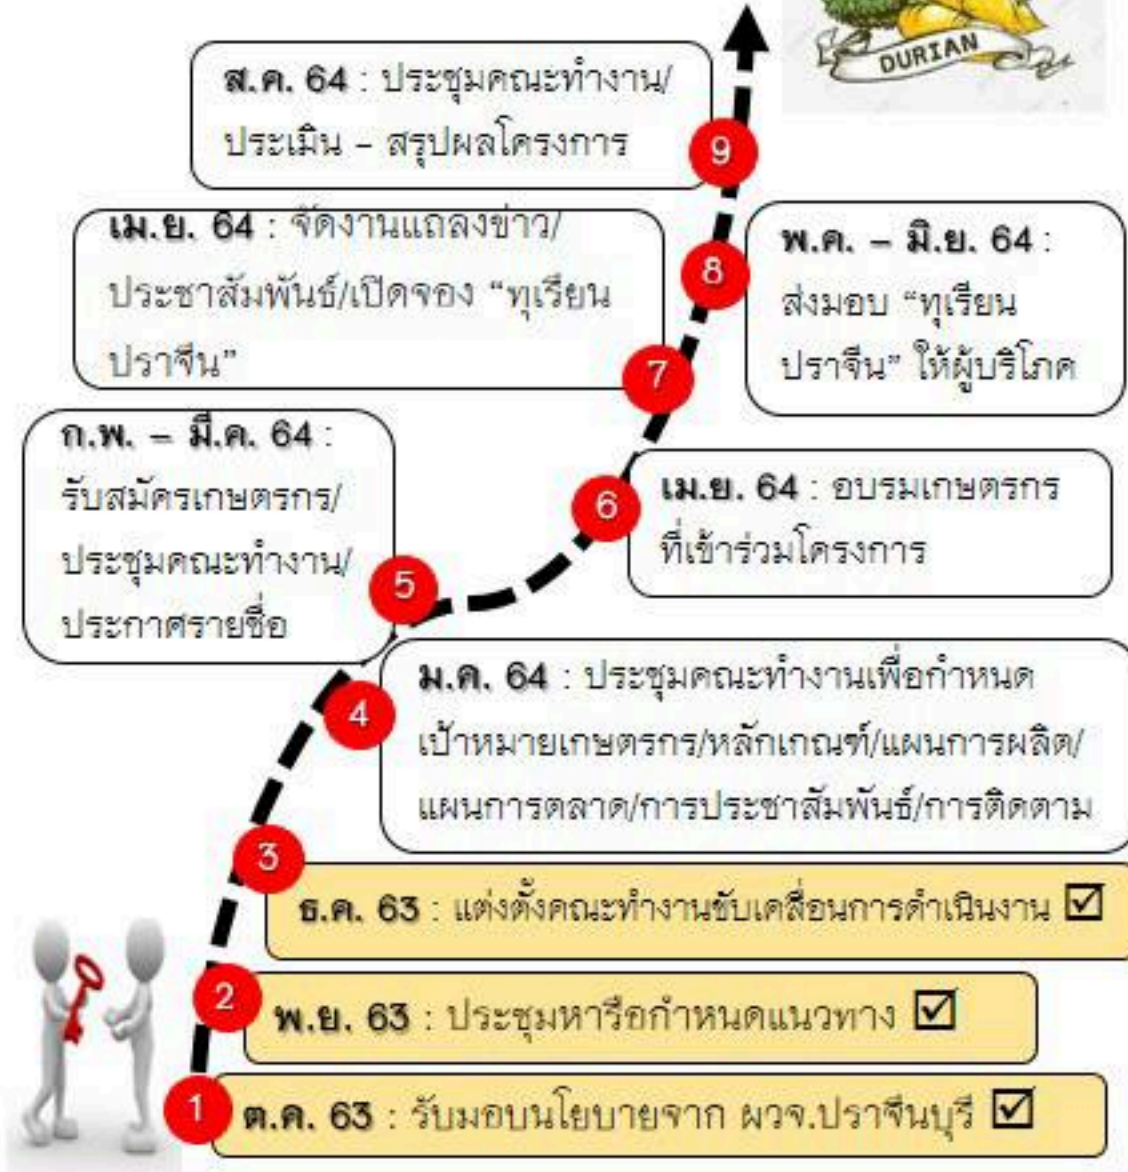 DURIAN
9
ส.ค. 64 : ประชุมคณะทำงาน/
ประเมิน – สรุปผลโครงการ
8
พ.ค. – มิ.ย. 64 :
ส่งมอบ “ทุเรียน
ปราจีน” ให้ผู้บริโภค
7
เม.ย. 64 : จัดงานแถลงข่าว/
ประชาสัมพันธ์/เปิดจอง “ทุเรียน
ปราจีน”
6
เม.ย. 64 : อบรมเกษตรกร
ที่เข้าร่วมโครงการ
5
ก.พ. – มี.ค. 64 :
รับสมัครเกษตรกร/
ประชุมคณะทำงาน/
ประกาศรายชื่อ
4
ม.ค. 64 : ประชุมคณะทำงานเพื่อกำหนด
เป้าหมายเกษตรกร/หลักเกณฑ์/แผนการผลิต/
แผนการตลาด/การประชาสัมพันธ์/การติดตาม
3
ธ.ค. 63 : แต่งตั้งคณะทำงานขับเคลื่อนการดำเนินงาน ☑
2
พ.ย. 63 : ประชุมหารือกำหนดแนวทาง ☑
1
ต.ค. 63 : รับมอบนโยบายจาก ผวจ.ปราจีนบุรี ☑